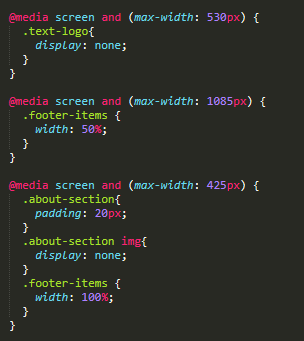 @media screen and (max-width: 530px) {
  .text-logo{
    display: none;
  }
}

@media screen and (max-width: 1085px) {
  .footer-items {
    width: 50%;
  }
}

@media screen and (max-width: 425px) {
  .about-section{
    padding: 20px;
  }
  .about-section img{
    display: none;
  }
  .footer-items {
    width: 100%;
  }
}